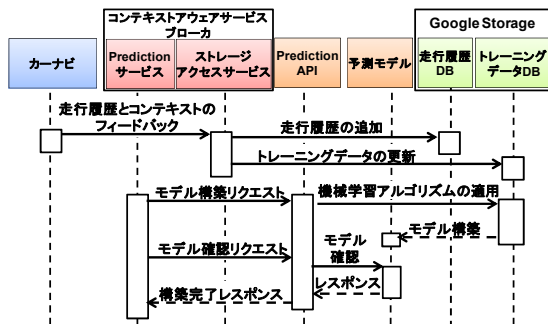 コンテキストアウェアサービス
ブローカ
Google Storage
カーナビ
Prediction
サービス
ストレージ
アクセスサービス
Prediction
API
予測モデル
走行履歴
DB
トレーニング
データDB
走行履歴とコンテキストの
フィードバック
走行履歴の追加
トレーニングデータの更新
モデル構築リクエスト
機械学習アルゴリズムの適用
モデル構築
モデル確認リクエスト
モデル
確認
レスポンス
構築完了レスポンス